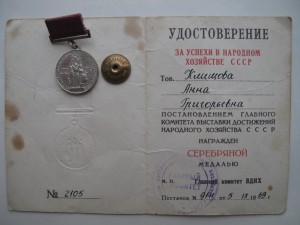 УДОСТОВЕРЕНИЕ
ЗА УСПЕХИ В НАРОДНОМ
ХОЗЯЙСТВЕ СССР
Тов. Климова
Анна
Григорьевна
ПОСТАНОВЛЕНИЕМ ГЛАВНОГО
КОМИТЕТА ВЫСТАВКИ ДОСТИЖЕНИЙ
НАРОДНОГО ХОЗЯЙСТВА СССР
НАГРАЖДЕН
СЕРЕБРЯНОЙ
МЕДАЛЬЮ
М. П. Главный комитет ВДНХ
№ 2105